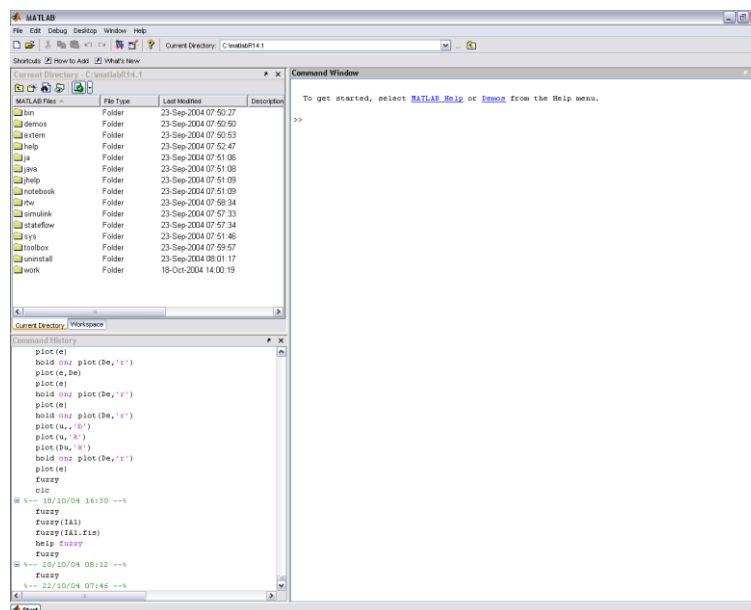 MATLAB
File Edit Debug Desktop Window Help
Current Directory: C:\matlabR14.1
Shortcuts How to Add What's New
Current Directory - C:\matlabR14.1
MATLAB Files File Type Last Modified Description
bin Folder 23-Sep-2004 07:50:27
demos Folder 23-Sep-2004 07:50:50
extern Folder 23-Sep-2004 07:50:53
help Folder 23-Sep-2004 07:52:47
ja Folder 23-Sep-2004 07:51:06
java Folder 23-Sep-2004 07:51:08
jhelp Folder 23-Sep-2004 07:51:09
notebook Folder 23-Sep-2004 07:51:09
rtw Folder 23-Sep-2004 07:58:34
simulink Folder 23-Sep-2004 07:57:33
stateflow Folder 23-Sep-2004 07:57:34
sys Folder 23-Sep-2004 07:51:46
toolbox Folder 23-Sep-2004 07:59:57
uninstall Folder 23-Sep-2004 08:01:17
work Folder 18-Oct-2004 14:00:19
Current Directory Workspace
Command History
plot(e)
hold on; plot(De,'r')
plot(e,De)
plot(e)
hold on; plot(De,'r')
plot(e)
hold on; plot(De,'r')
plot(u,,'b')
plot(u,'k')
plot(Du,'k')
hold on; plot(De,'r')
plot(e)
fuzzy
clc
%-- 18/10/04 16:30 --%
fuzzy
fuzzy(IA1)
fuzzy(IA1.fis)
help fuzzy
fuzzy
%-- 20/10/04 08:12 --%
fuzzy
%-- 22/10/04 07:46 --%
Start
Command Window
To get started, select MATLAB Help or Demos from the Help menu.
>>